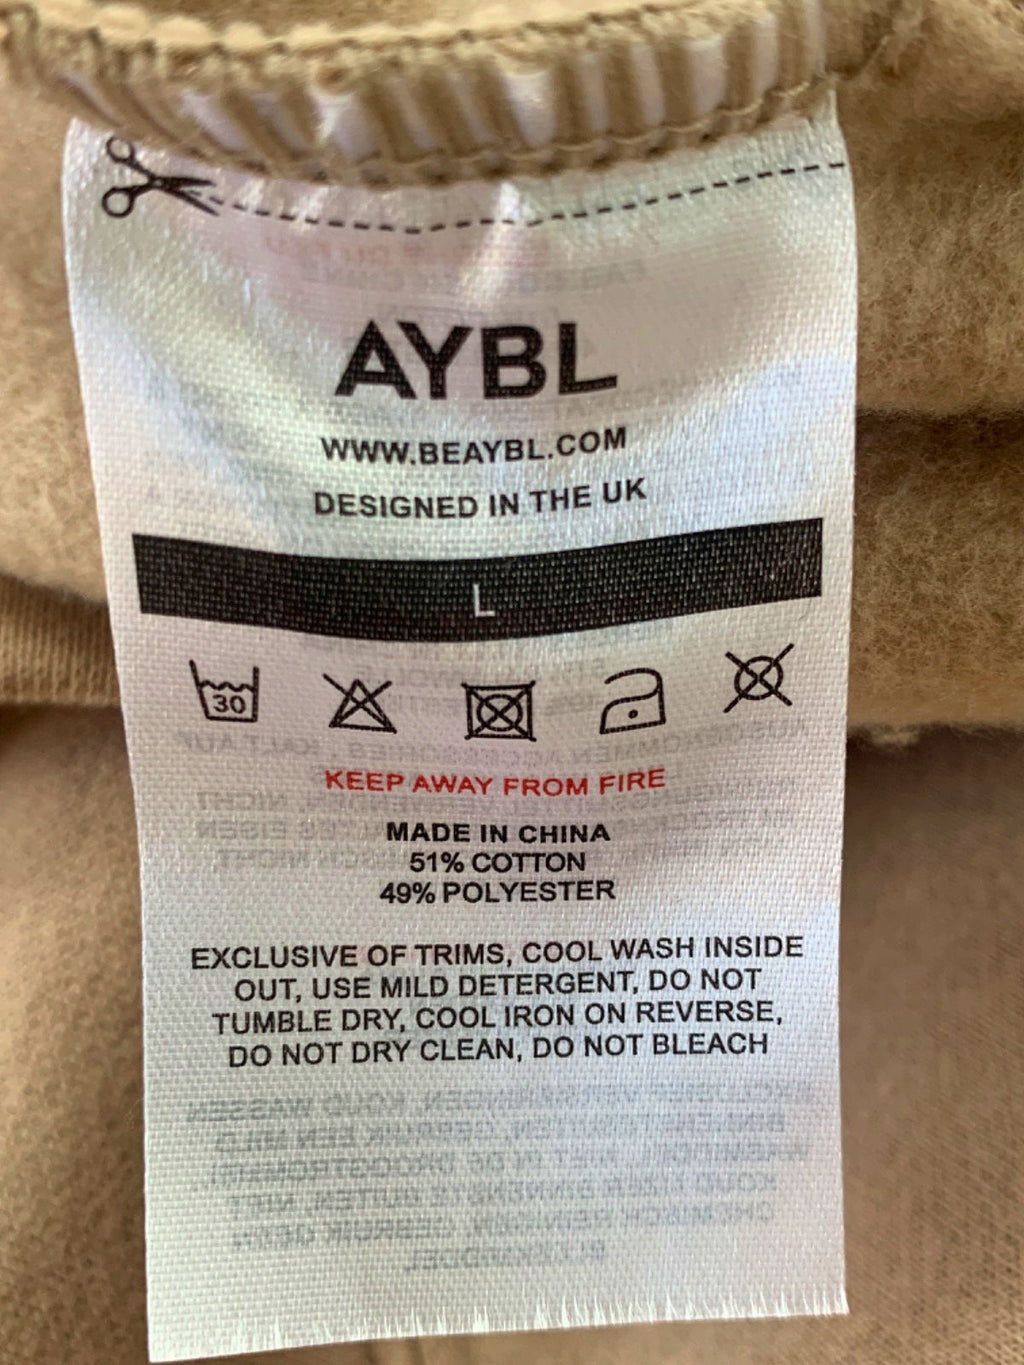 AYBL
WWW.BEAYBL.COM
DESIGNED IN THE UK
L
30
KEEP AWAY FROM FIRE
MADE IN CHINA
51% COTTON
49% POLYESTER
EXCLUSIVE OF TRIMS, COOL WASH INSIDE
OUT, USE MILD DETERGENT, DO NOT
TUMBLE DRY, COOL IRON ON REVERSE,
DO NOT DRY CLEAN, DO NOT BLEACH